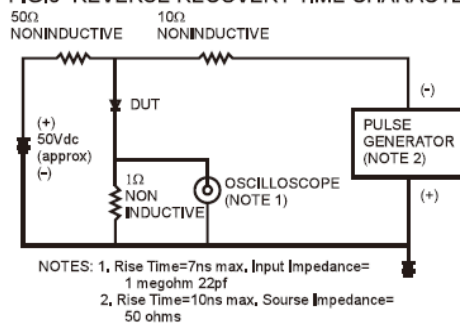 50Ω
NONINDUCTIVE
10Ω
NONINDUCTIVE
DUT
(+)
50Vdc
(approx)
(-)
1Ω
NON
INDUCTIVE
OSCILLOSCOPE
(NOTE 1)
(-)
PULSE
GENERATOR
(NOTE 2)
(+)
NOTES: 1, Rise Time=7ns max, Input Impedance=
1 megohm 22pf
2, Rise Time=10ns max, Sourse Impedance=
50 ohms